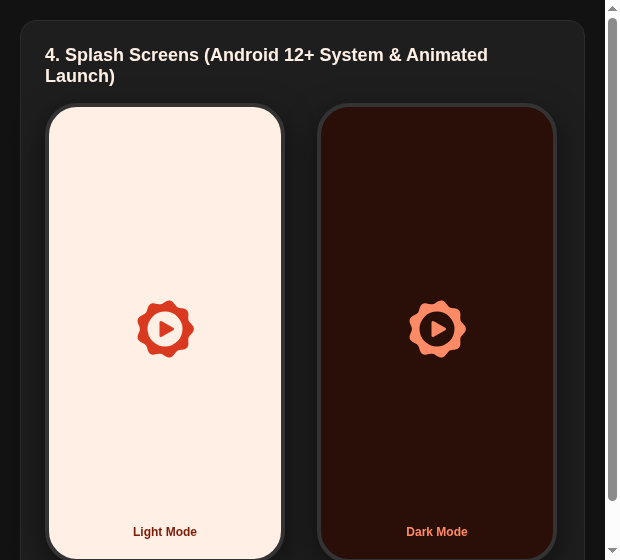 4. Splash Screens (Android 12+ System & Animated
Launch)
Light Mode
Dark Mode